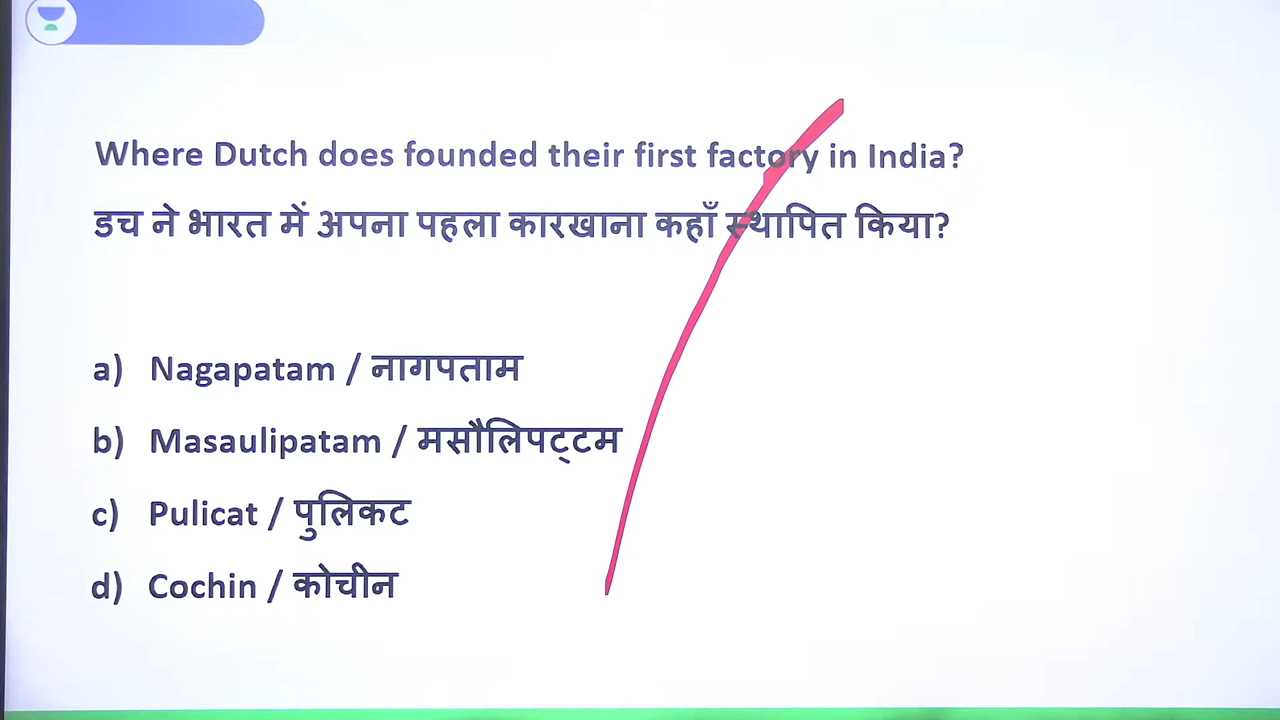 Where Dutch does founded their first factory in India?
डच ने भारत में अपना पहला कारखाना कहाँ स्थापित किया?
a) Nagapatam / नागपताम
b) Masaulipatam / मसौलिपट्टम
c) Pulicat / पुलिकट
d) Cochin / कोचीन